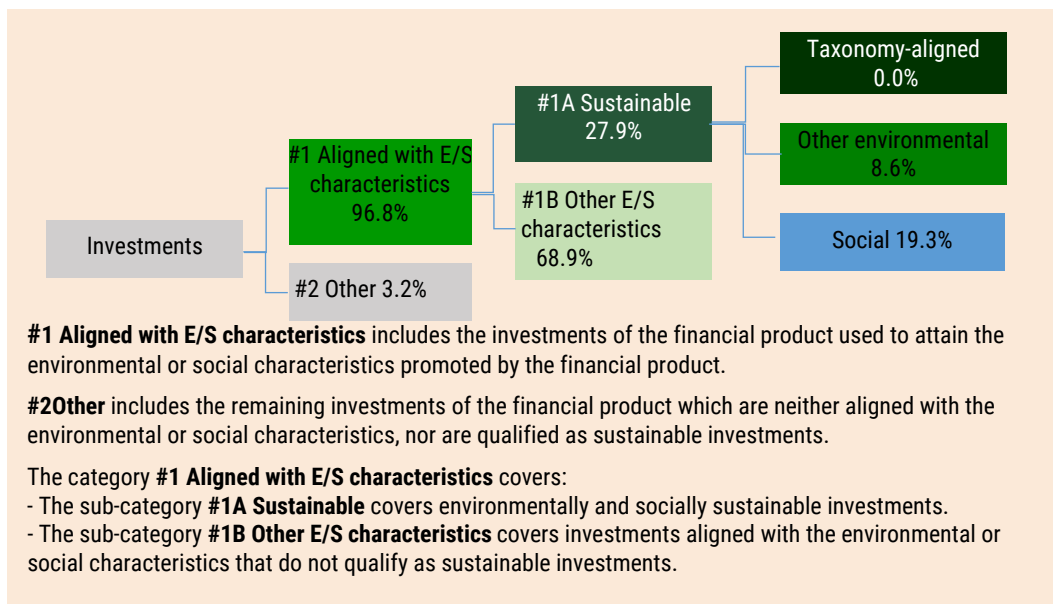 Investments
#1 Aligned with E/S
characteristics
96.8%
#2 Other 3.2%
#1A Sustainable
27.9%
#1B Other E/S
characteristics
68.9%
Taxonomy-aligned
0.0%
Other environmental
8.6%
Social 19.3%
#1 Aligned with E/S characteristics includes the investments of the financial product used to attain the
environmental or social characteristics promoted by the financial product.
#2Other includes the remaining investments of the financial product which are neither aligned with the
environmental or social characteristics, nor are qualified as sustainable investments.
The category #1 Aligned with E/S characteristics covers:
- The sub-category #1A Sustainable covers environmentally and socially sustainable investments.
- The sub-category #1B Other E/S characteristics covers investments aligned with the environmental or
social characteristics that do not qualify as sustainable investments.